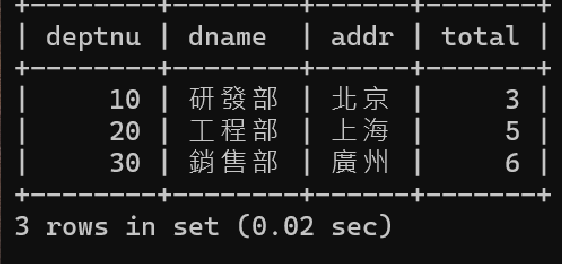 +--------+--------+------+-------+
| deptnu | dname  | addr | total |
+--------+--------+------+-------+
|     10 | 研發部 | 北京 |     3 |
|     20 | 工程部 | 上海 |     5 |
|     30 | 銷售部 | 廣州 |     6 |
+--------+--------+------+-------+
3 rows in set (0.02 sec)